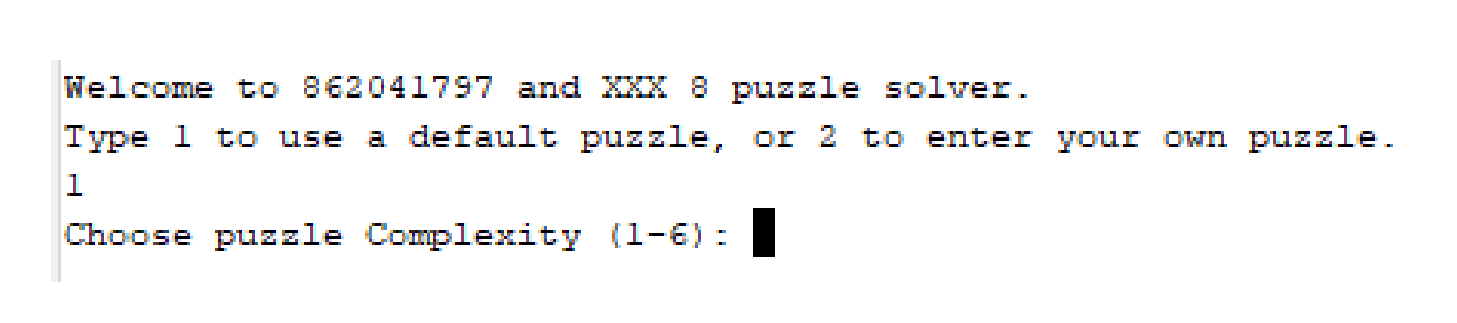 Welcome to 862041797 and XXX 8 puzzle solver.
Type 1 to use a default puzzle, or 2 to enter your own puzzle.
1
Choose puzzle Complexity (1-6):